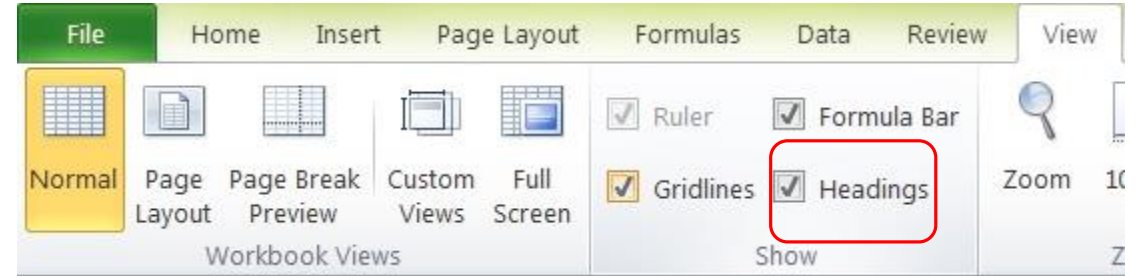 File Home Insert Page Layout Formulas Data Review View
Ruler Formula Bar
Normal Page Page Break Custom Full Gridlines Headings Zoom 10
Layout Preview Views Screen
Workbook Views Show Z